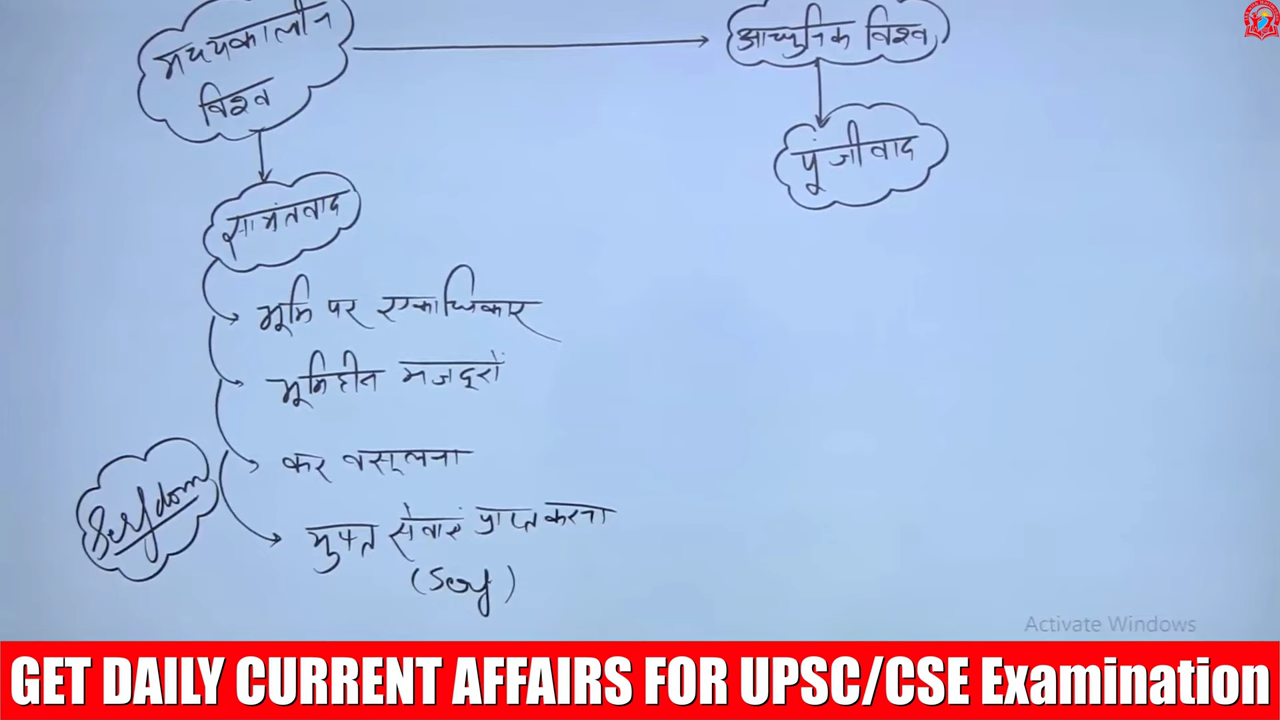 मध्यकालीन
विश्व
आधुनिक विश्व
पूंजीवाद
सामंतवाद
भूमि पर एकाधिकार
भूमिहीन मजदूरों
कर वसूलना
मुफ्त सेवाएं प्राप्त करना
(Serf)
Serfdom
Activate Windows
GET DAILY CURRENT AFFAIRS FOR UPSC/CSE Examination